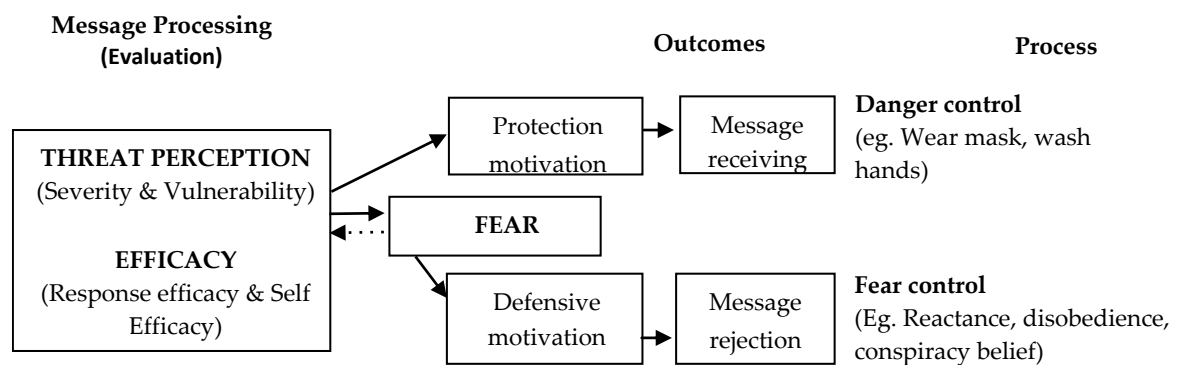 Message Processing
(Evaluation)
Outcomes
Process
THREAT PERCEPTION
(Severity & Vulnerability)
EFFICACY
(Response efficacy & Self
Efficacy)
Protection
motivation
Message
receiving
Danger control
(eg. Wear mask, wash
hands)
FEAR
Defensive
motivation
Message
rejection
Fear control
(Eg. Reactance, disobedience,
conspiracy belief)